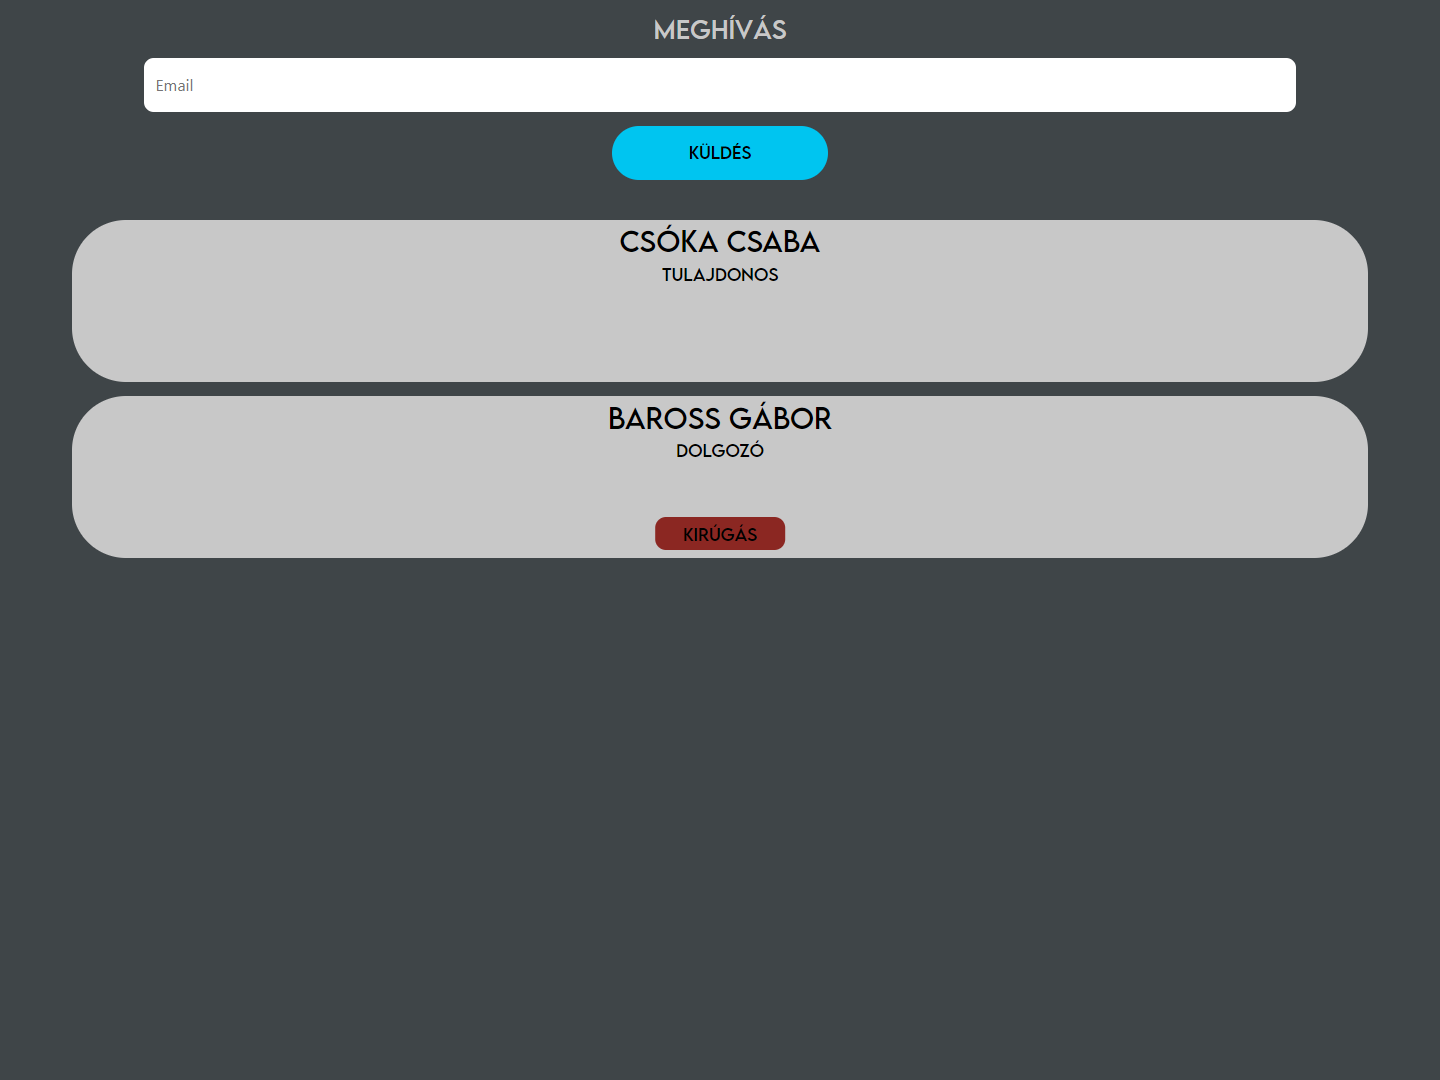 MEGHÍVÁS
Email
KÜLDÉS
CSÓKA CSABA
TULAJDONOS
BAROSS GÁBOR
DOLGOZÓ
KIRÚGÁS